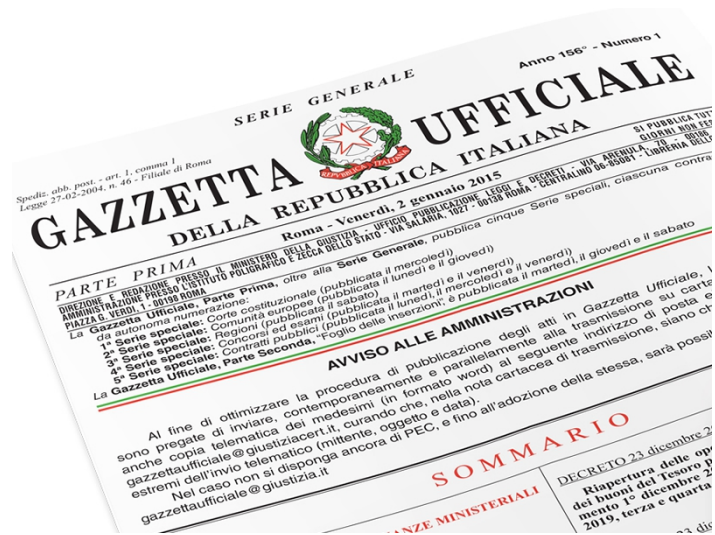 SERIE GENERALE
Anno 156° - Numero 1
Spediz. abb. post. - art. 1, comma 1
Legge 27-02-2004, n. 46 - Filiale di Roma
GAZZETTA UFFICIALE
REPVBBLICA ITALIANA
DELLA REPUBBLICA ITALIANA
SI PUBBLICA TUTT
GIORNI NON FES
PARTE PRIMA
Roma - Venerdì, 2 gennaio 2015
DIREZIONE E REDAZIONE PRESSO IL MINISTERO DELLA GIUSTIZIA - UFFICIO PUBBLICAZIONE LEGGI E DECRETI - VIA ARENULA, 70 - 00186
AMMINISTRAZIONE PRESSO L'ISTITUTO POLIGRAFICO E ZECCA DELLO STATO - VIA SALARIA, 1027 - 00138 ROMA - CENTRALINO 06-85081 - LIBRERIA DELLO
PIAZZA G. VERDI, 1 - 00198 ROMA
La Gazzetta Ufficiale, Parte Prima, oltre alla Serie Generale, pubblica cinque Serie speciali, ciascuna contra
da autonoma numerazione:
1ª Serie speciale: Corte costituzionale (pubblicata il mercoledì)
2ª Serie speciale: Comunità europee (pubblicata il lunedì e il giovedì)
3ª Serie speciale: Regioni (pubblicata il sabato)
4ª Serie speciale: Concorsi ed esami (pubblicata il martedì e il venerdì)
5ª Serie speciale: Contratti pubblici (pubblicata il lunedì, il mercoledì e il venerdì)
La Gazzetta Ufficiale, Parte Seconda, "Foglio delle inserzioni", è pubblicata il martedì, il giovedì e il sabato
AVVISO ALLE AMMINISTRAZIONI
Al fine di ottimizzare la procedura di pubblicazione degli atti in Gazzetta Ufficiale, l
sono pregate di inviare, contemporaneamente e parallelamente alla trasmissione su carta
anche copia telematica dei medesimi (in formato word) al seguente indirizzo di posta e
gazzettaufficiale@giustiziacert.it, curando che, nella nota cartacea di trasmissione, siano ch
estremi dell'invio telematico (mittente, oggetto e data).
Nel caso non si disponga ancora di PEC, e fino all'adozione della stessa, sarà possi
gazzettaufficiale@giustizia.it
SOMMARIO
ANZE MINISTERIALI
DECRETO 23 dicembre 2
Riapertura delle ope
dei buoni del Tesoro p
mento 1° dicembre 2
2019, terza e quarta